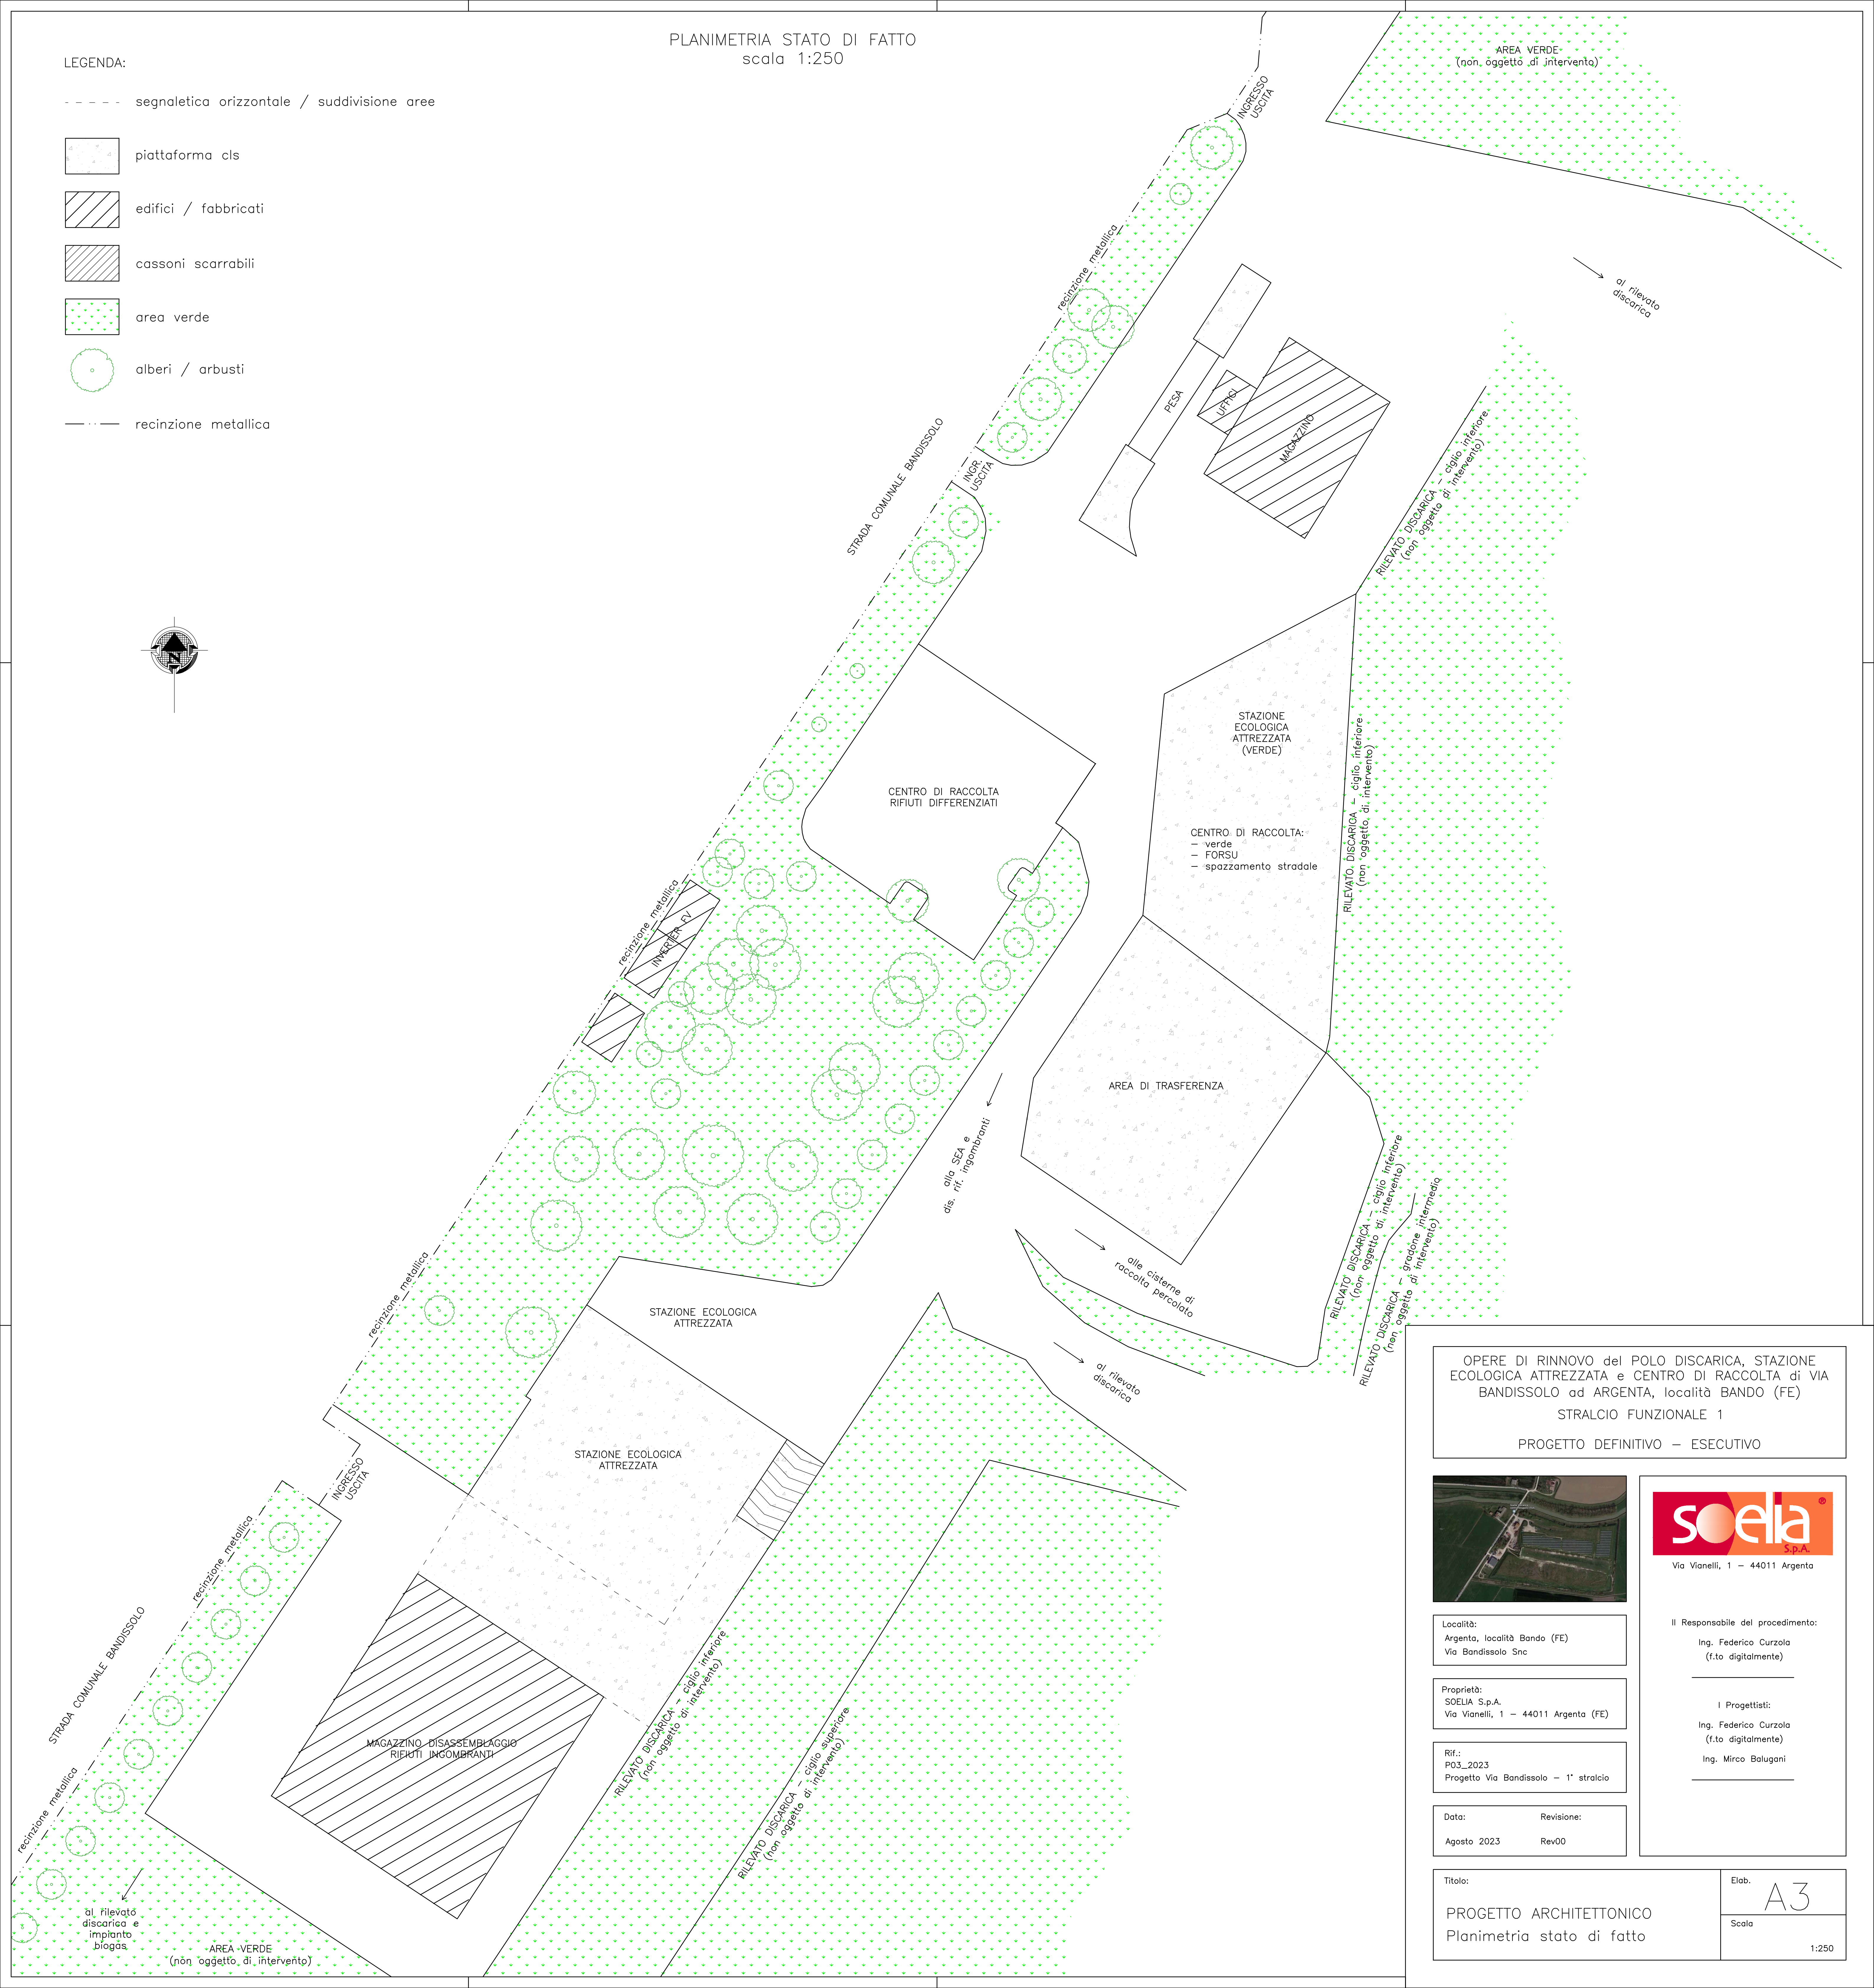 PLANIMETRIA STATO DI FATTO
scala 1:250
LEGENDA:
segnaletica orizzontale / suddivisione aree
piattaforma cls
edifici / fabbricati
cassoni scarrabili
area verde
alberi / arbusti
recinzione metallica
N
AREA VERDE
(non oggetto di intervento)
INGRESSO
USCITA
recinzione metallica
al rilevato
discarica
PESA
UFFICI
MAGAZZINO
STRADA COMUNALE BANDISSOLO
INGR.
USCITA
RILEVATO DISCARICA - ciglio inferiore
(non oggetto di intervento)
STAZIONE
ECOLOGICA
ATTREZZATA
(VERDE)
CENTRO DI RACCOLTA
RIFIUTI DIFFERENZIATI
CENTRO DI RACCOLTA:
- verde
- FORSU
- spazzamento stradale
RILEVATO DISCARICA - ciglio inferiore
(non oggetto di intervento)
recinzione metallica
INVERTER FV
AREA DI TRASFERENZA
alla SEA e
dis. rif. ingombranti
RILEVATO DISCARICA - ciglio inferiore
(non oggetto di intervento)
RILEVATO DISCARICA - gradone intermedio
(non oggetto di intervento)
alle cisterne di
raccolta percolato
recinzione metallica
STAZIONE ECOLOGICA
ATTREZZATA
al rilevato
discarica
STAZIONE ECOLOGICA
ATTREZZATA
INGRESSO
USCITA
recinzione metallica
STRADA COMUNALE BANDISSOLO
MAGAZZINO DISASSEMBLAGGIO
RIFIUTI INGOMBRANTI
RILEVATO DISCARICA - ciglio inferiore
(non oggetto di intervento)
RILEVATO DISCARICA - ciglio superiore
(non oggetto di intervento)
recinzione metallica
al rilevato
discarica e
impianto
biogas
AREA VERDE
(non oggetto di intervento)
OPERE DI RINNOVO del POLO DISCARICA, STAZIONE
ECOLOGICA ATTREZZATA e CENTRO DI RACCOLTA di VIA
BANDISSOLO ad ARGENTA, località BANDO (FE)
STRALCIO FUNZIONALE 1
PROGETTO DEFINITIVO - ESECUTIVO
soelia ®
S.p.A.
Via Vianelli, 1 - 44011 Argenta
Il Responsabile del procedimento:
Ing. Federico Curzola
(f.to digitalmente)
I Progettisti:
Ing. Federico Curzola
(f.to digitalmente)
Ing. Mirco Balugani
Località:
Argenta, località Bando (FE)
Via Bandissolo Snc
Proprietà:
SOELIA S.p.A.
Via Vianelli, 1 - 44011 Argenta (FE)
Rif.:
P03_2023
Progetto Via Bandissolo - 1° stralcio
Data: Revisione:
Agosto 2023 Rev00
Titolo:
PROGETTO ARCHITETTONICO
Planimetria stato di fatto
Elab.
A3
Scala
1:250